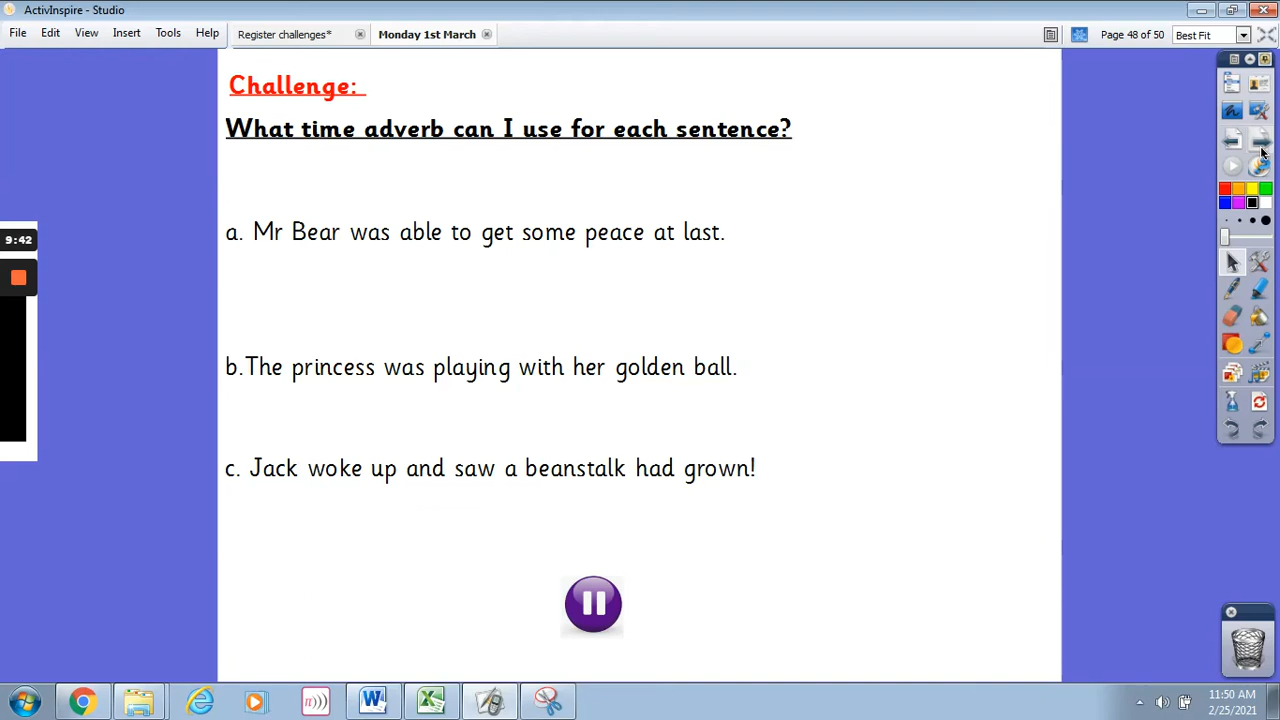 ActivInspire - Studio
File Edit View Insert Tools Help Register challenges* Monday 1st March Page 48 of 50 Best Fit
Challenge:
What time adverb can I use for each sentence?
a. Mr Bear was able to get some peace at last.
9:42
b.The princess was playing with her golden ball.
c. Jack woke up and saw a beanstalk had grown!
11:50 AM
2/25/2021